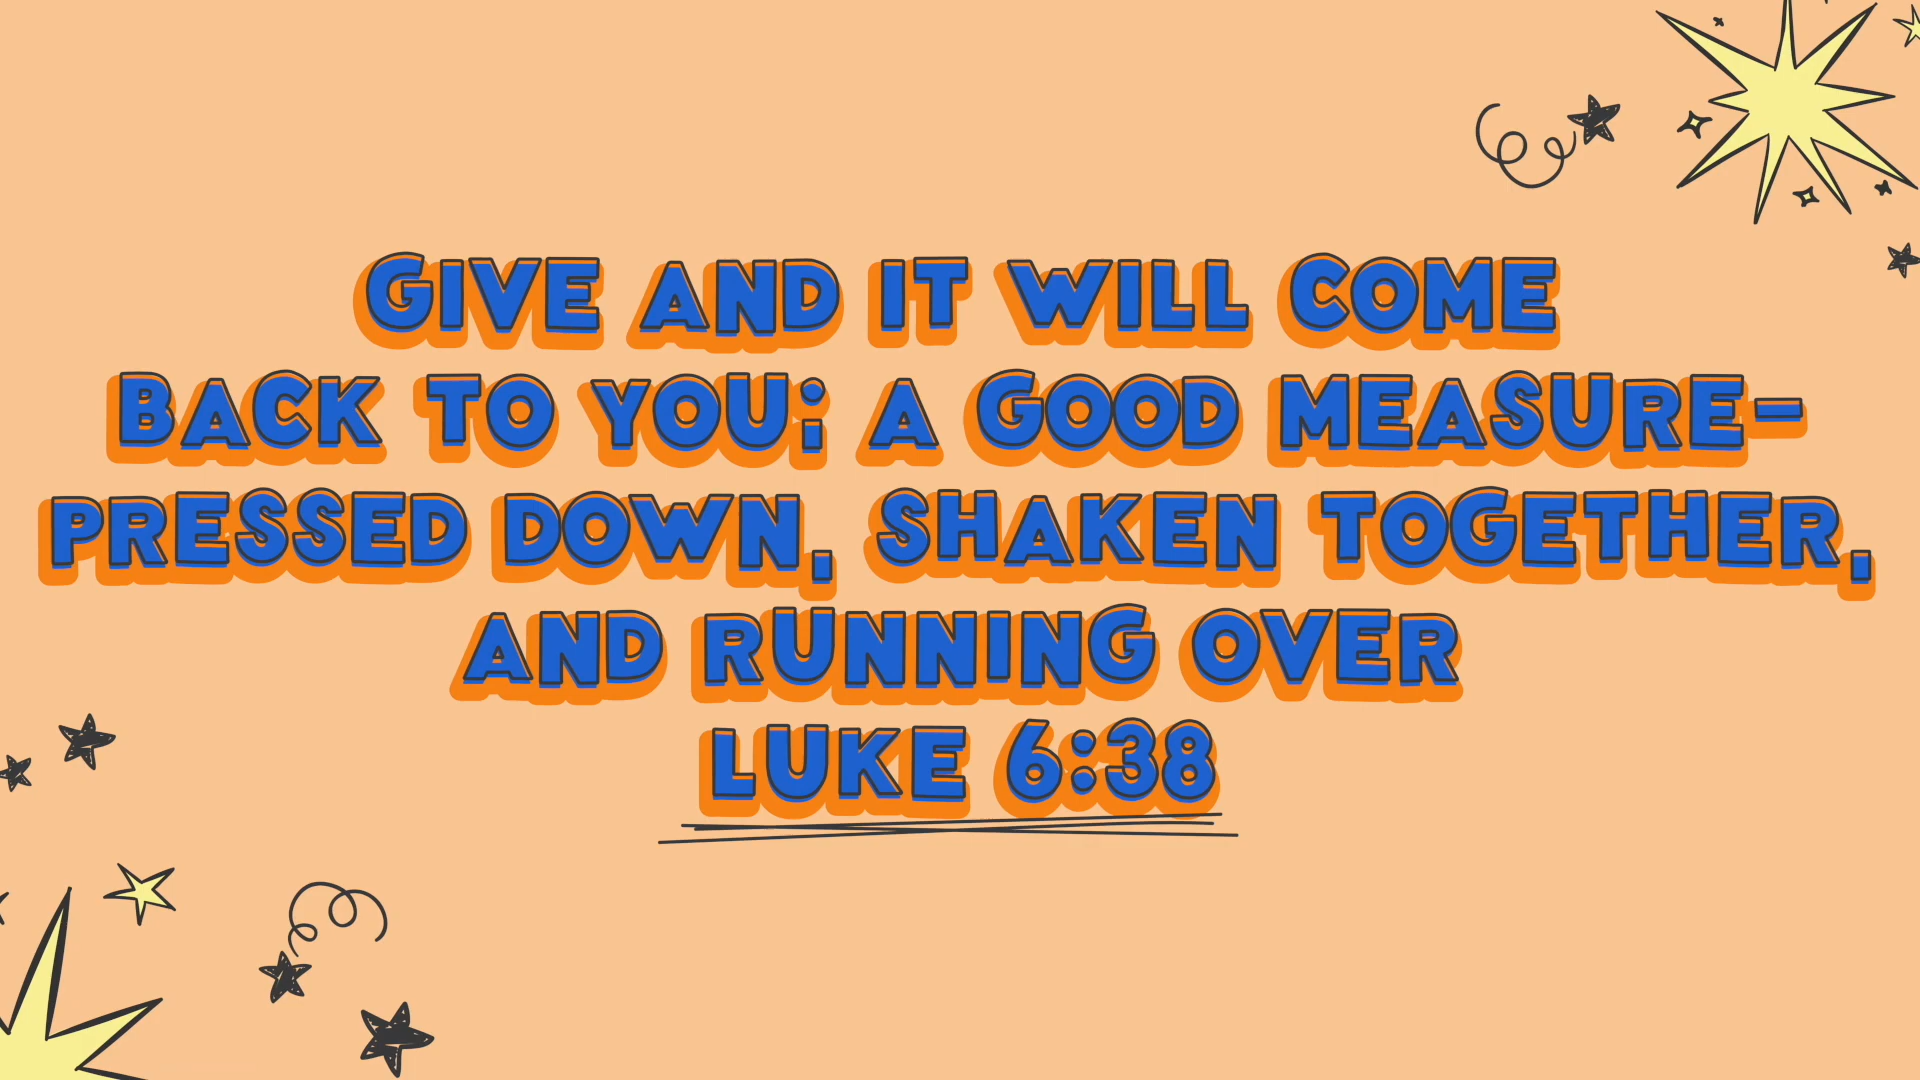 GIVE AND IT WILL COME
BACK TO YOU; A GOOD MEASURE-
PRESSED DOWN, SHAKEN TOGETHER,
AND RUNNING OVER
LUKE 6:38